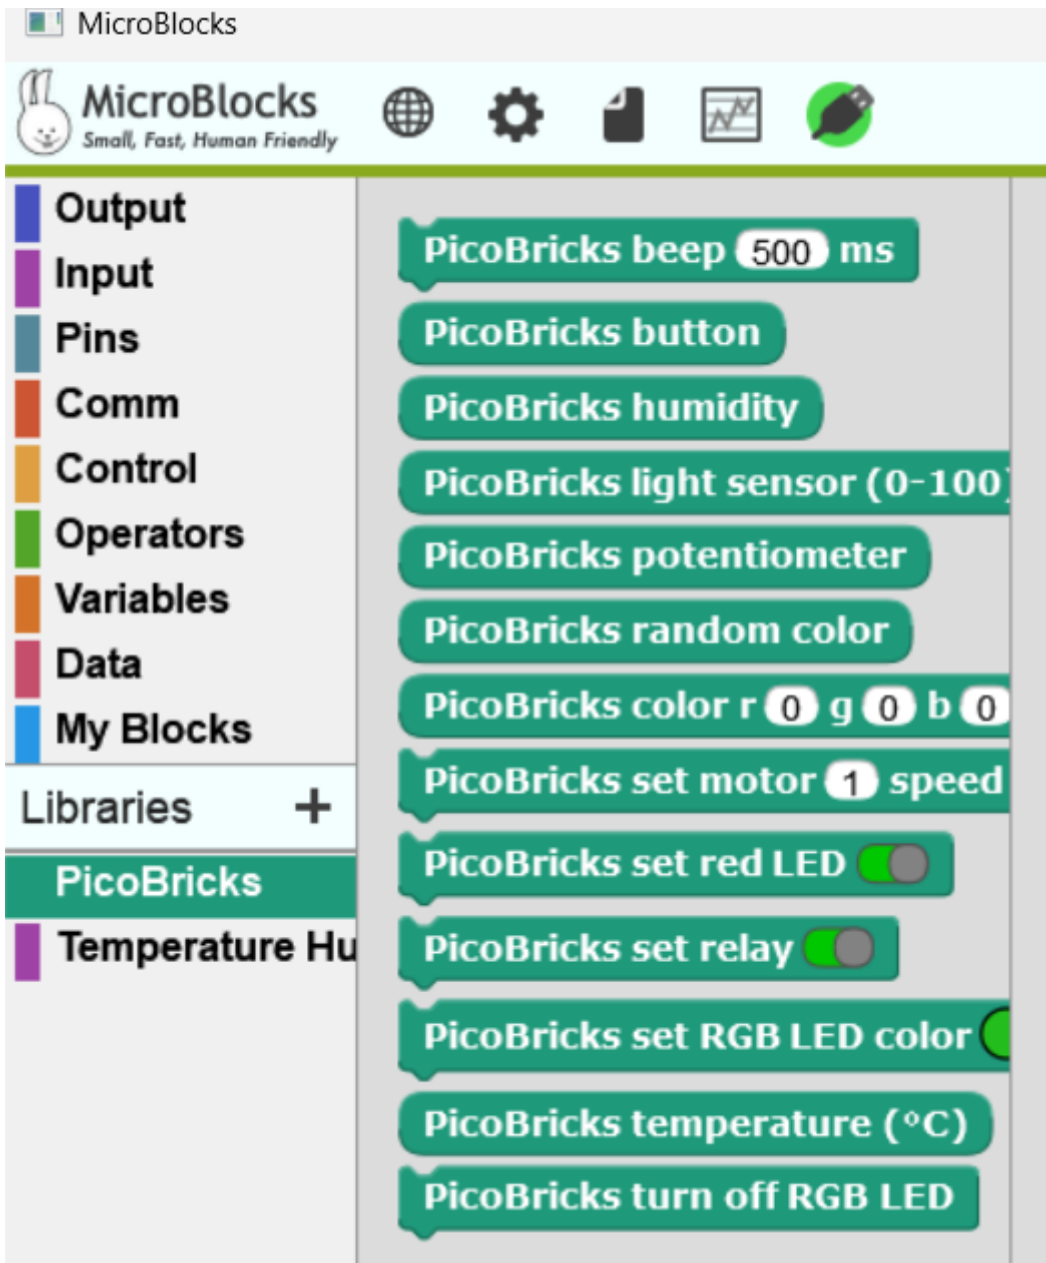 MicroBlocks
MicroBlocks
Small, Fast, Human Friendly
Output
Input
Pins
Comm
Control
Operators
Variables
Data
My Blocks
Libraries +
PicoBricks
Temperature Hu
PicoBricks beep 500 ms
PicoBricks button
PicoBricks humidity
PicoBricks light sensor (0-100)
PicoBricks potentiometer
PicoBricks random color
PicoBricks color r 0 g 0 b 0
PicoBricks set motor 1 speed
PicoBricks set red LED
PicoBricks set relay
PicoBricks set RGB LED color
PicoBricks temperature (°C)
PicoBricks turn off RGB LED